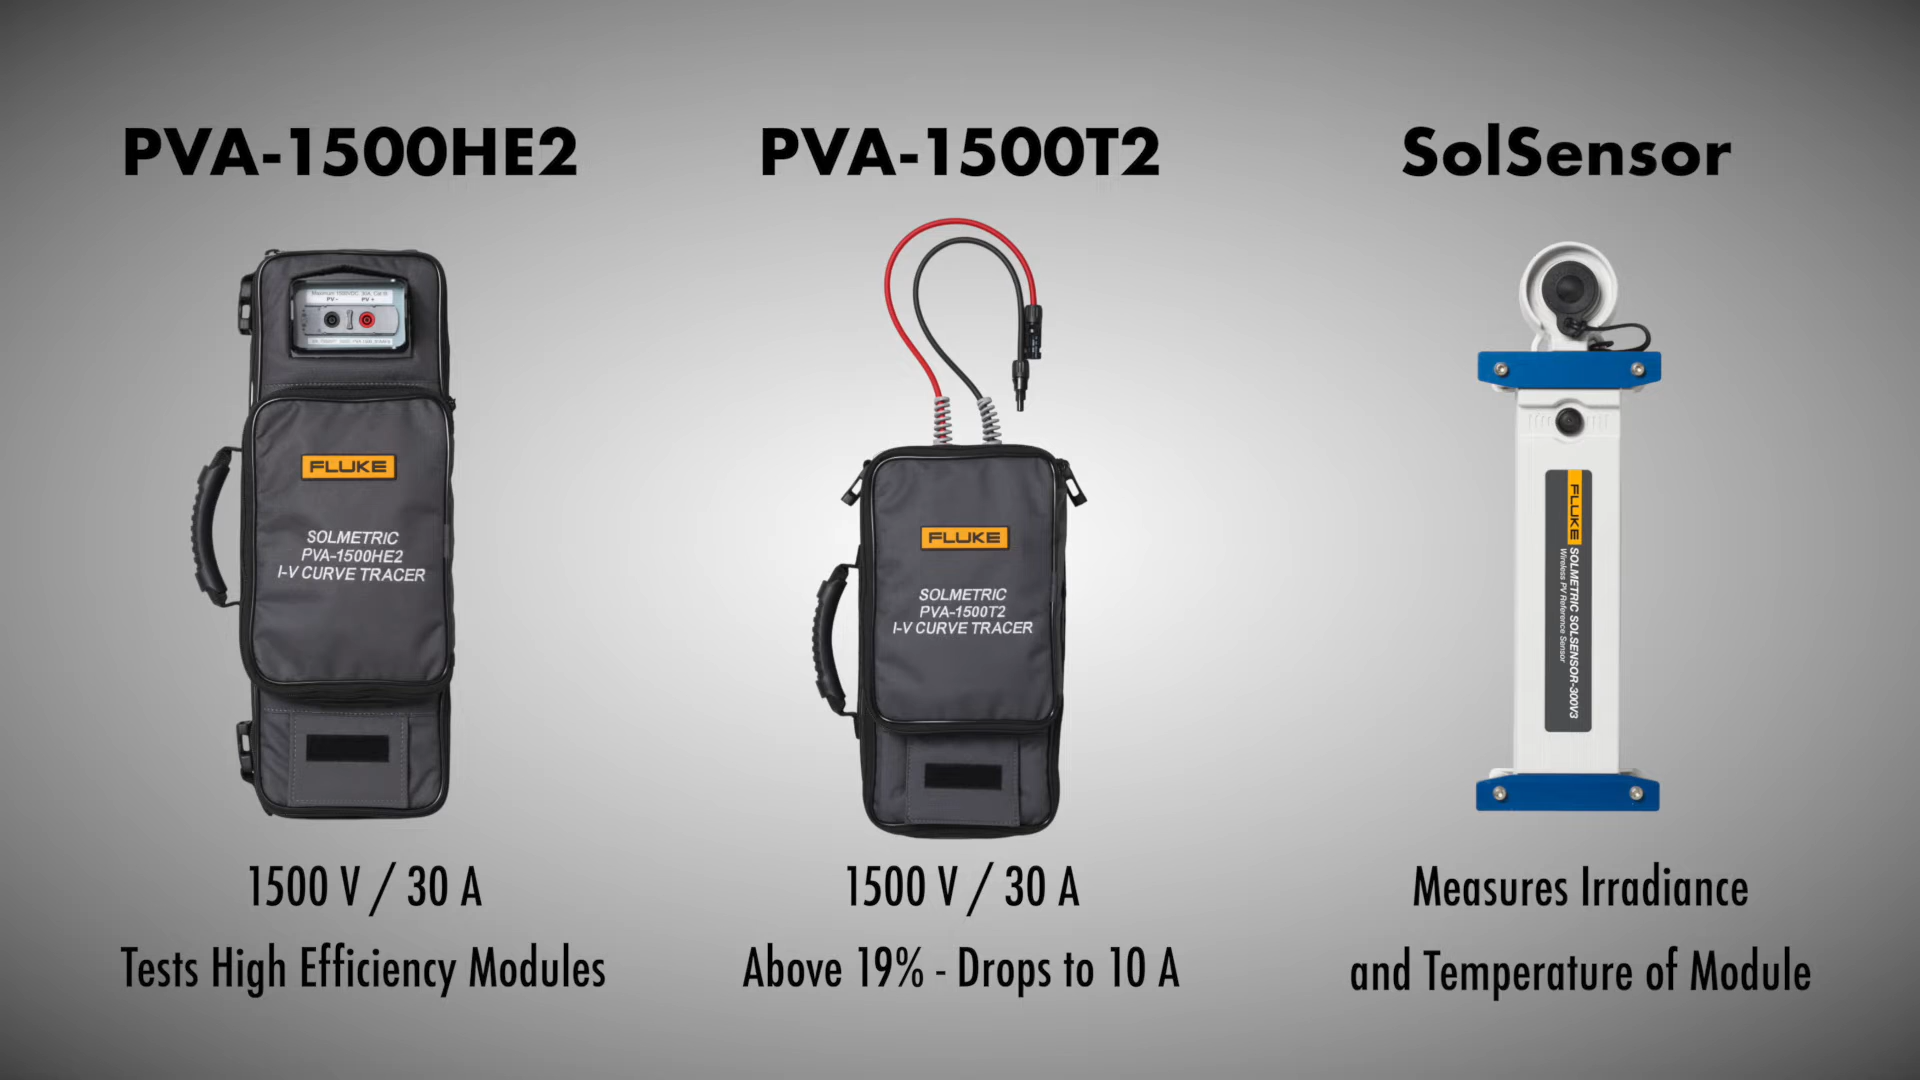 PVA-1500HE2
PVA-1500T2
SolSensor
PV -
PV +
FLUKE
SOLMETRIC
PVA-1500HE2
I-V CURVE TRACER
FLUKE
SOLMETRIC
PVA-1500T2
I-V CURVE TRACER
FLUKE
SOLMETRIC SOLSENSOR-300V3
Wireless PV Reference Sensor
1500 V / 30 A
Tests High Efficiency Modules
1500 V / 30 A
Above 19% - Drops to 10 A
Measures Irradiance
and Temperature of Module